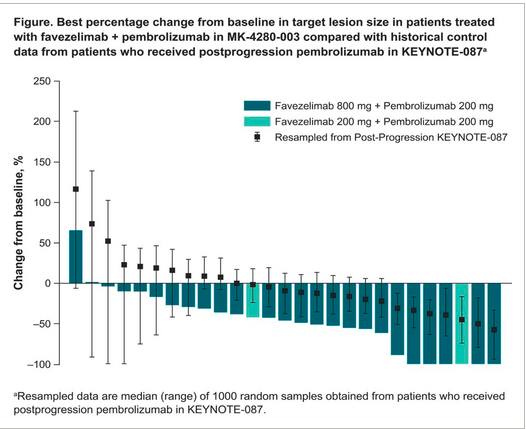 Figure. Best percentage change from baseline in target lesion size in patients treated
with favezelimab + pembrolizumab in MK-4280-003 compared with historical control
data from patients who received postprogression pembrolizumab in KEYNOTE-087ᵃ
250
200
150
100
50
0
–50
–100
Change from baseline, %
Favezelimab 800 mg + Pembrolizumab 200 mg
Favezelimab 200 mg + Pembrolizumab 200 mg
Resampled from Post-Progression KEYNOTE-087
ᵃResampled data are median (range) of 1000 random samples obtained from patients who received
postprogression pembrolizumab in KEYNOTE-087.